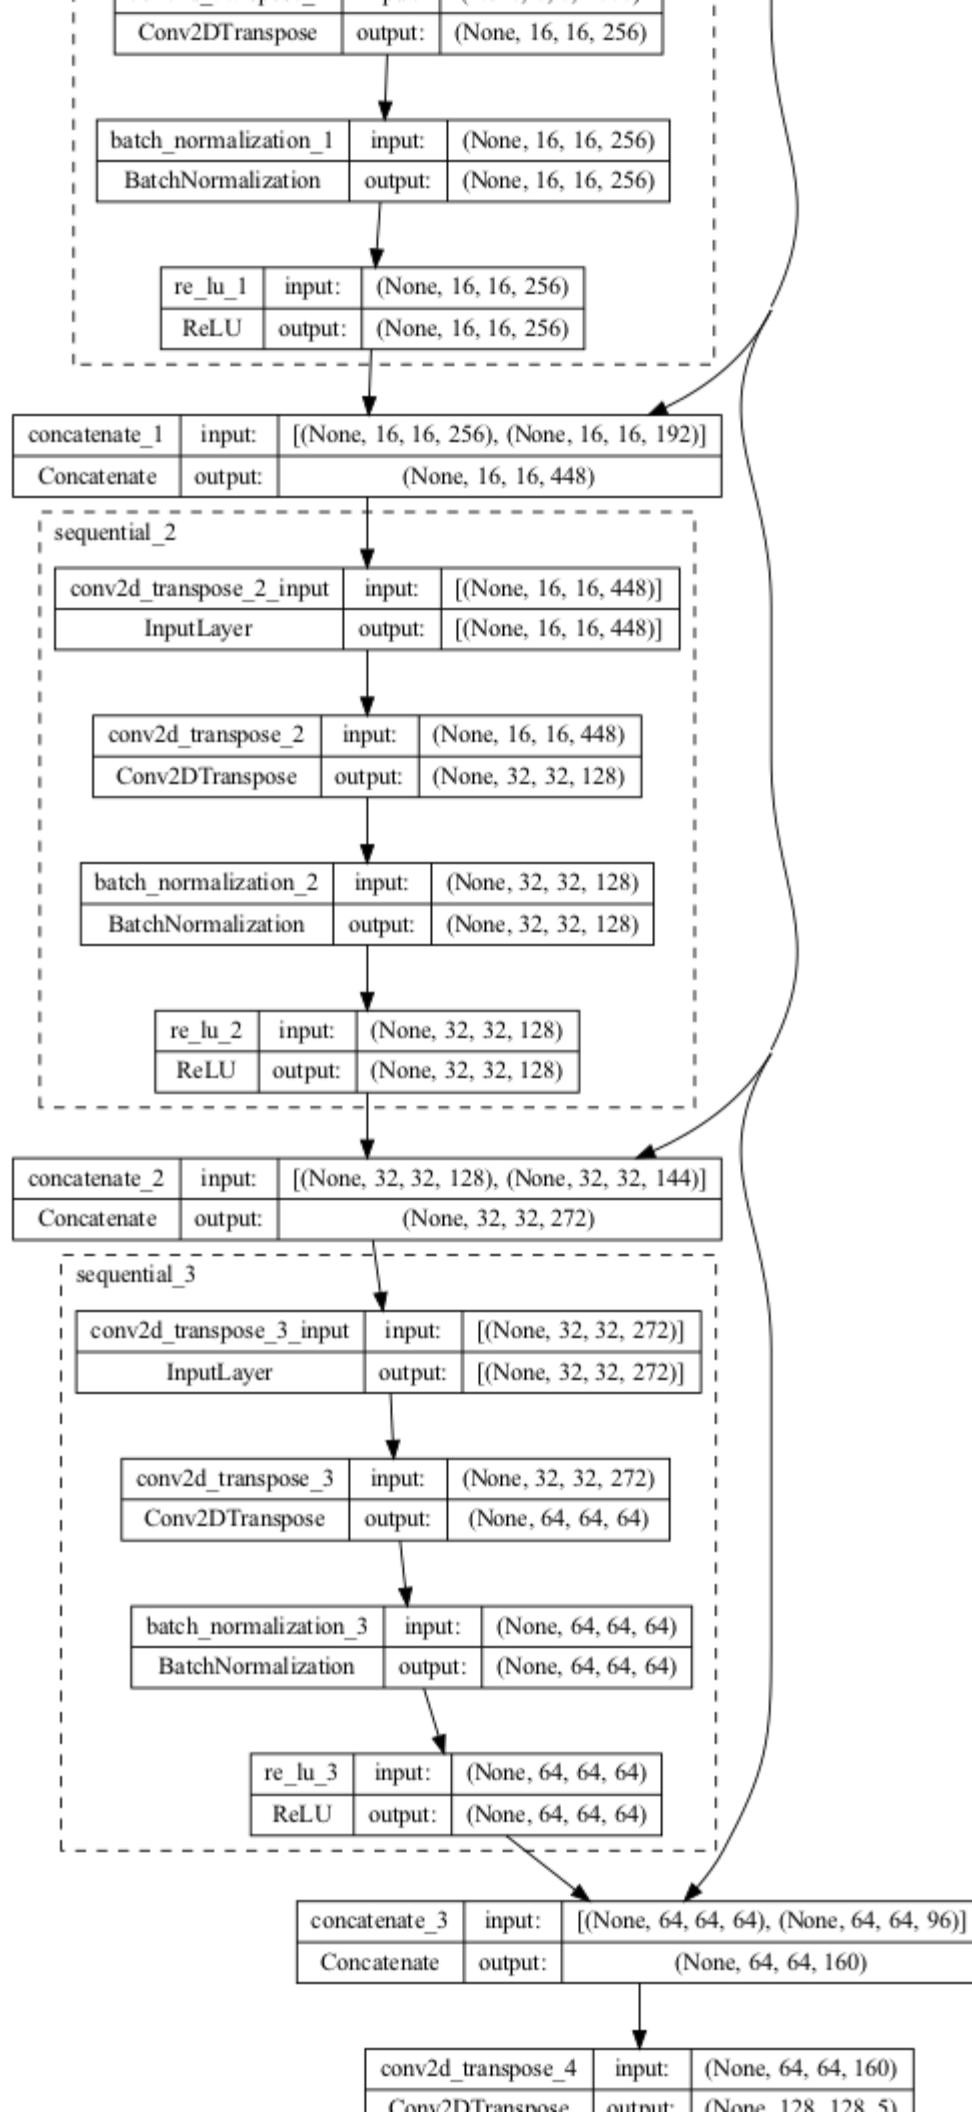 Conv2DTranspose output: (None, 16, 16, 256)
batch_normalization_1 input: (None, 16, 16, 256)
BatchNormalization output: (None, 16, 16, 256)
re_lu_1 input: (None, 16, 16, 256)
ReLU output: (None, 16, 16, 256)
concatenate_1 input: [(None, 16, 16, 256), (None, 16, 16, 192)]
Concatenate output: (None, 16, 16, 448)
sequential_2
conv2d_transpose_2_input input: [(None, 16, 16, 448)]
InputLayer output: [(None, 16, 16, 448)]
conv2d_transpose_2 input: (None, 16, 16, 448)
Conv2DTranspose output: (None, 32, 32, 128)
batch_normalization_2 input: (None, 32, 32, 128)
BatchNormalization output: (None, 32, 32, 128)
re_lu_2 input: (None, 32, 32, 128)
ReLU output: (None, 32, 32, 128)
concatenate_2 input: [(None, 32, 32, 128), (None, 32, 32, 144)]
Concatenate output: (None, 32, 32, 272)
sequential_3
conv2d_transpose_3_input input: [(None, 32, 32, 272)]
InputLayer output: [(None, 32, 32, 272)]
conv2d_transpose_3 input: (None, 32, 32, 272)
Conv2DTranspose output: (None, 64, 64, 64)
batch_normalization_3 input: (None, 64, 64, 64)
BatchNormalization output: (None, 64, 64, 64)
re_lu_3 input: (None, 64, 64, 64)
ReLU output: (None, 64, 64, 64)
concatenate_3 input: [(None, 64, 64, 64), (None, 64, 64, 96)]
Concatenate output: (None, 64, 64, 160)
conv2d_transpose_4 input: (None, 64, 64, 160)
Conv2DTranspose output: (None, 128, 128, 5)